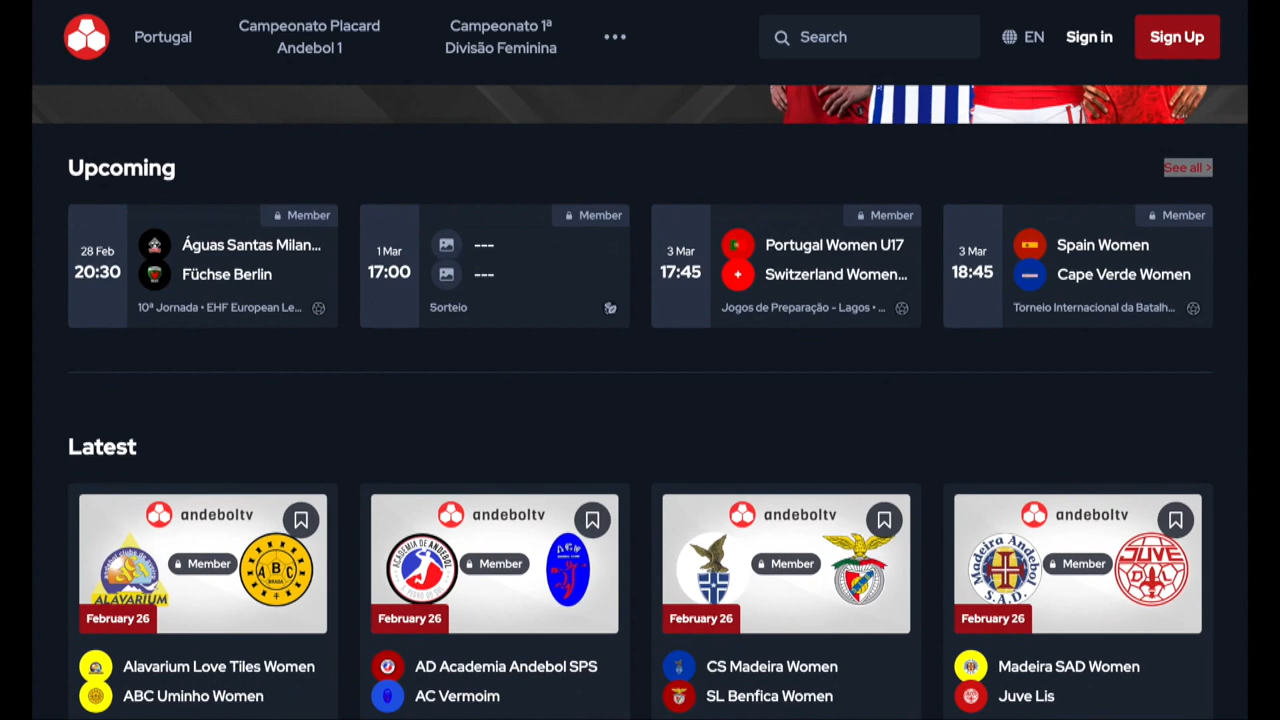 Portugal
Campeonato Placard
Andebol 1
Campeonato 1ª
Divisão Feminina
Search
EN
Sign in
Sign Up
Upcoming
See all >
28 Feb
20:30
Member
Águas Santas Milan...
Füchse Berlin
10ª Jornada • EHF European Le...
1 Mar
17:00
Member
---
---
Sorteio
3 Mar
17:45
Member
Portugal Women U17
Switzerland Women...
Jogos de Preparação - Lagos • ...
3 Mar
18:45
Member
Spain Women
Cape Verde Women
Torneio Internacional da Batalh...
Latest
andeboltv
Member
ALAVARIUM
ABC
BRAGA
February 26
Alavarium Love Tiles Women
ABC Uminho Women
andeboltv
ACADEMIA DE ANDEBOL
Member
ACV
February 26
AD Academia Andebol SPS
AC Vermoim
andeboltv
Member
February 26
CS Madeira Women
SL Benfica Women
andeboltv
Madeira Andebol
S.A.D.
Member
JUVE
February 26
Madeira SAD Women
Juve Lis